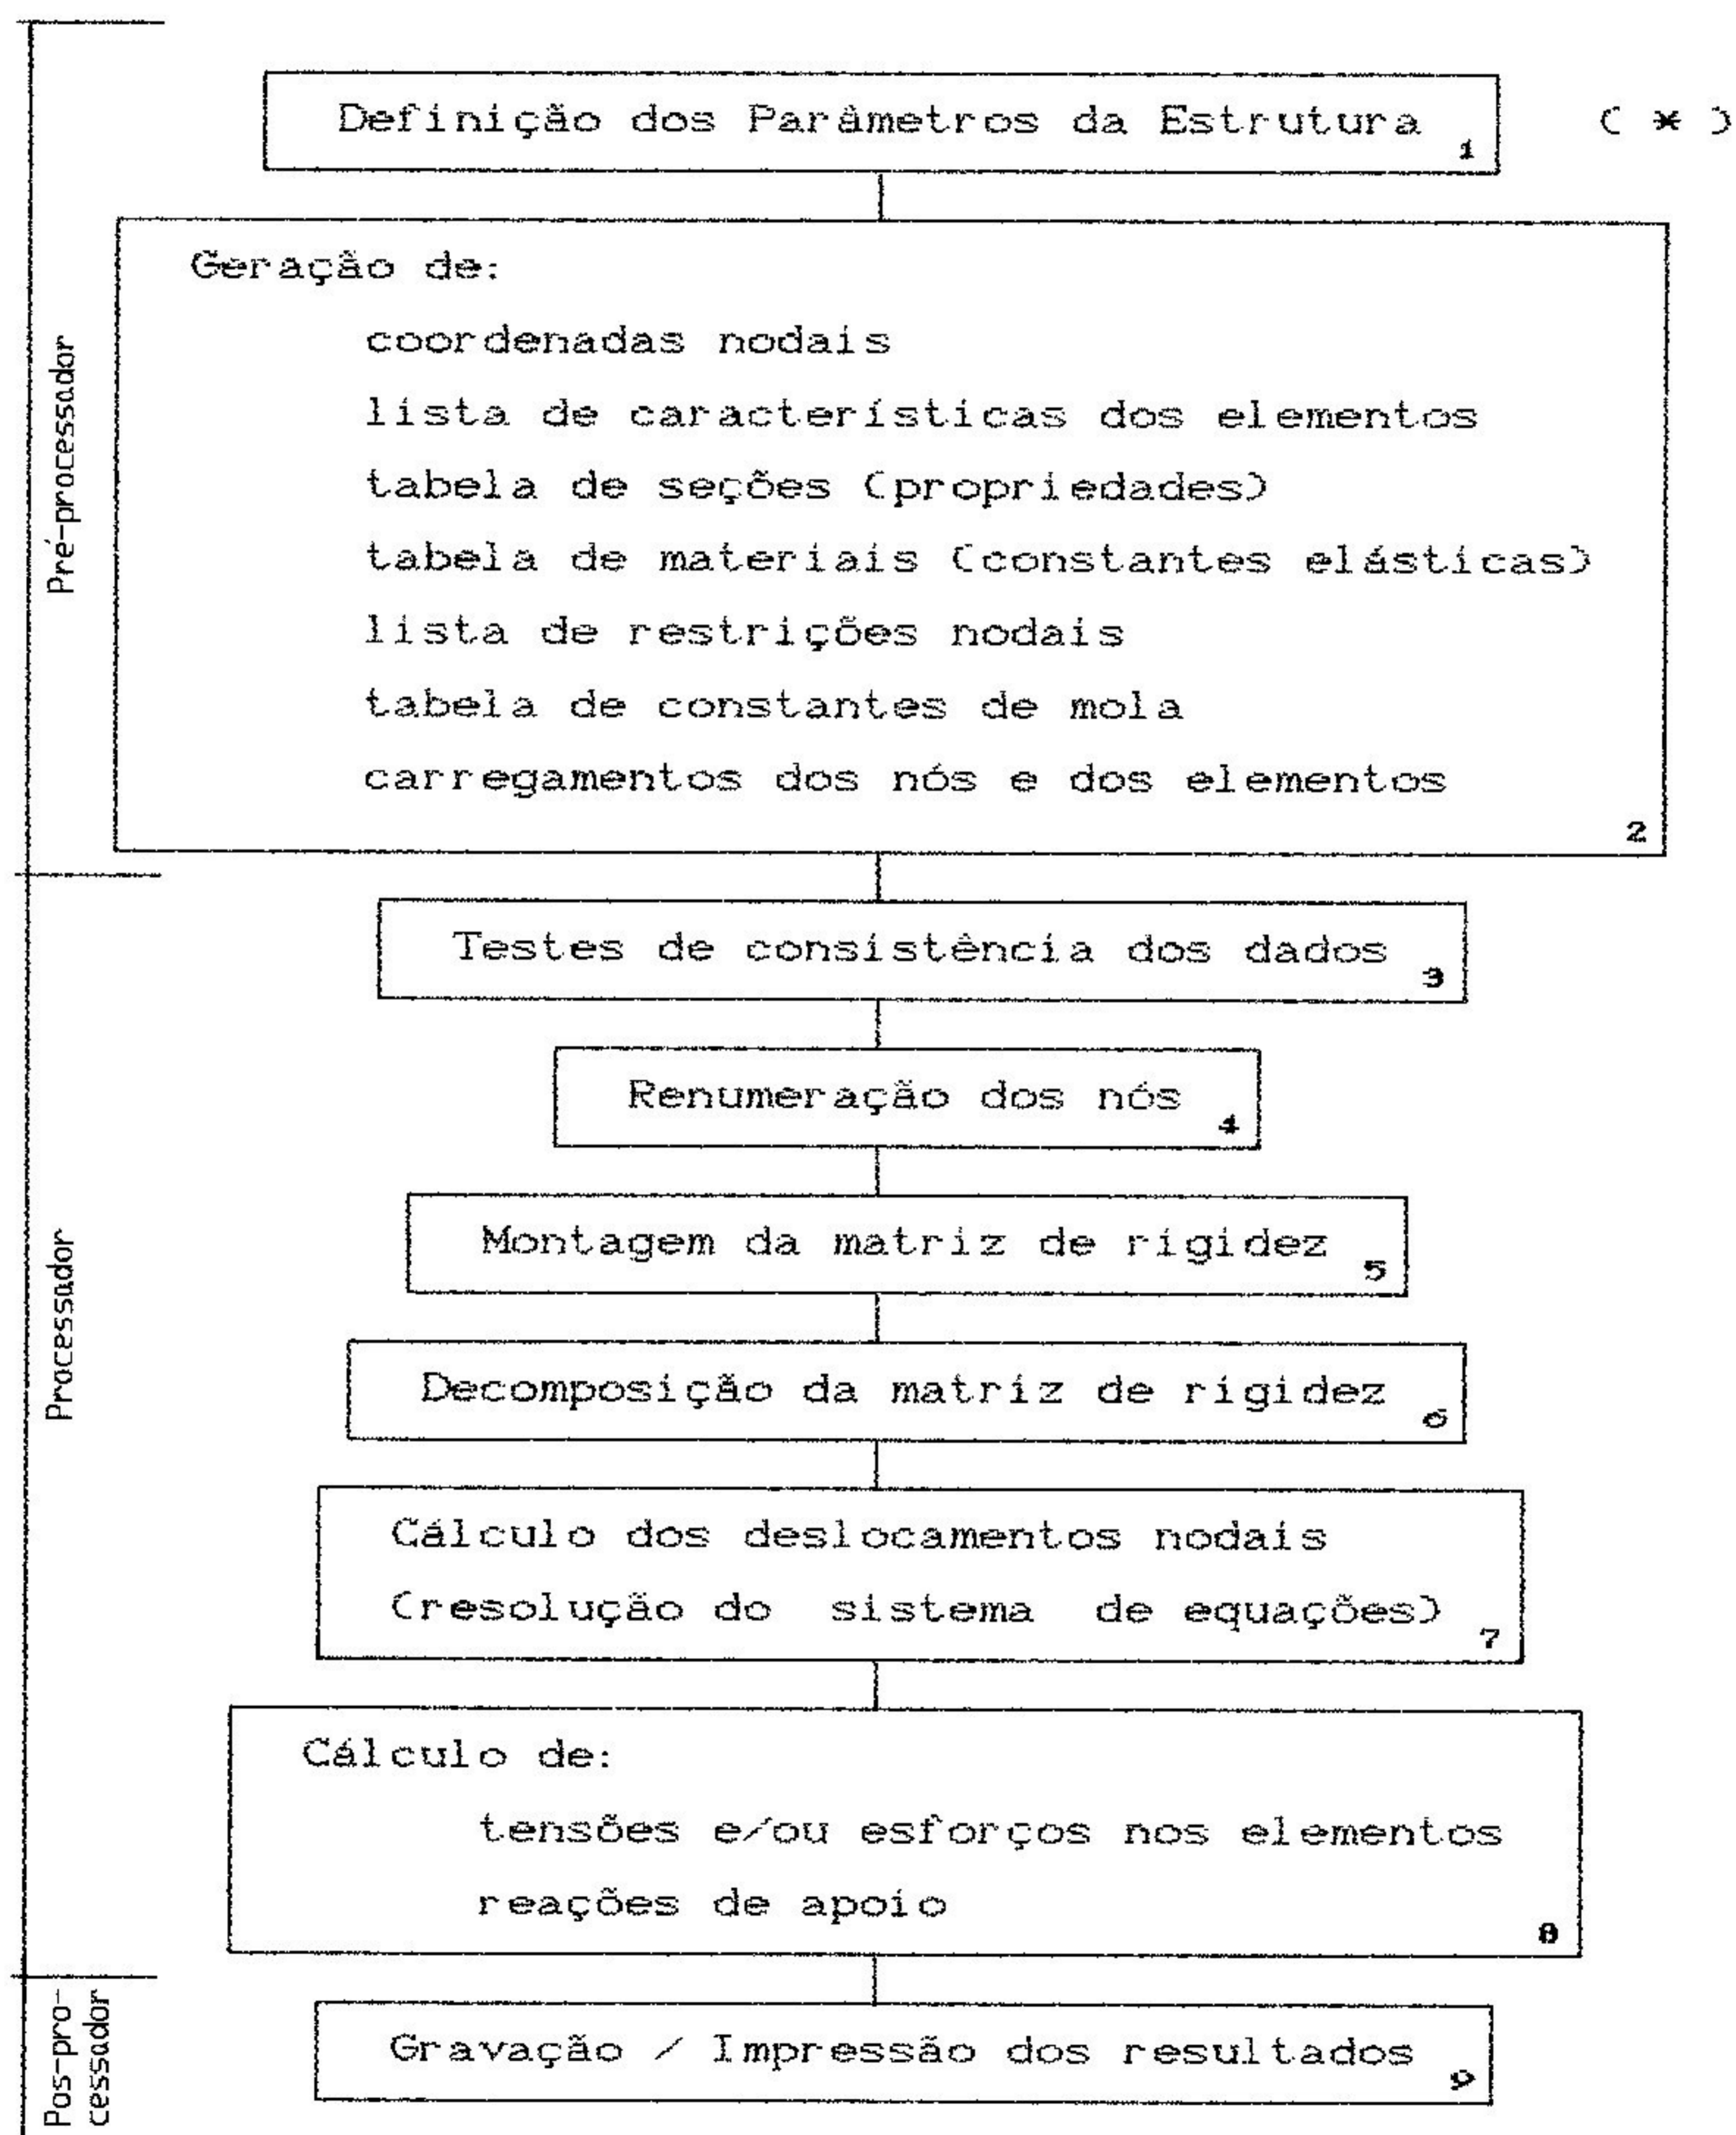 Definição dos Parâmetros da Estrutura 1 ( * )
Geração de:
coordenadas nodais
lista de características dos elementos
tabela de seções (propriedades)
tabela de materiais (constantes elásticas)
lista de restrições nodais
tabela de constantes de mola
carregamentos dos nós e dos elementos
2
Pré-processador
Testes de consistência dos dados 3
Renumeração dos nós 4
Montagem da matriz de rigidez 5
Decomposição da matriz de rigidez 6
Cálculo dos deslocamentos nodais
(resolução do sistema de equações) 7
Cálculo de:
tensões e/ou esforços nos elementos
reações de apoio
8
Processador
Gravação / Impressão dos resultados 9
Pos-pro-
cessador